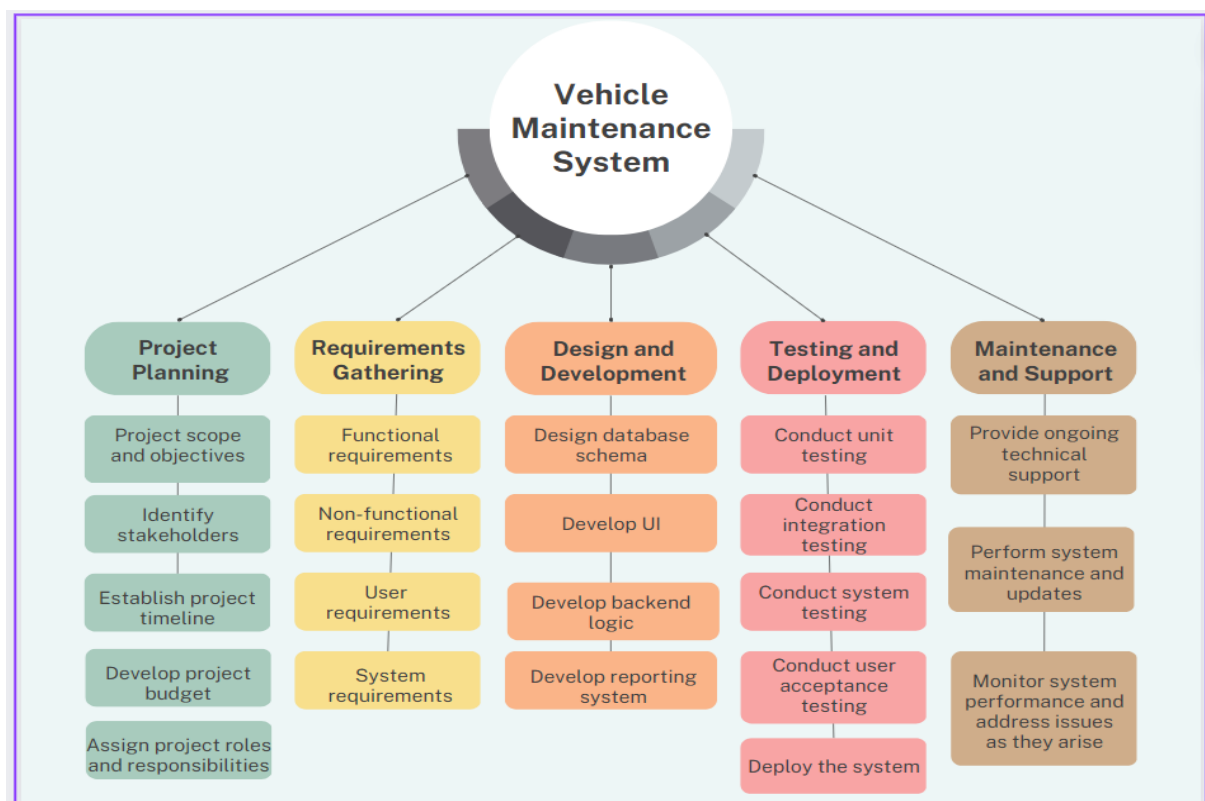 Vehicle
Maintenance
System
Project
Planning
Project scope
and objectives
Identify
stakeholders
Establish project
timeline
Develop project
budget
Assign project roles
and responsibilities
Requirements
Gathering
Functional
requirements
Non-functional
requirements
User
requirements
System
requirements
Design and
Development
Design database
schema
Develop UI
Develop backend
logic
Develop reporting
system
Testing and
Deployment
Conduct unit
testing
Conduct
integration
testing
Conduct system
testing
Conduct user
acceptance
testing
Deploy the system
Maintenance
and Support
Provide ongoing
technical
support
Perform system
maintenance and
updates
Monitor system
performance and
address issues
as they arise